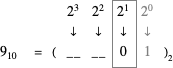 2³ 2² 2¹ 2⁰
↓ ↓ ↓ ↓
9₁₀ = ( __ __ 0 1 )₂